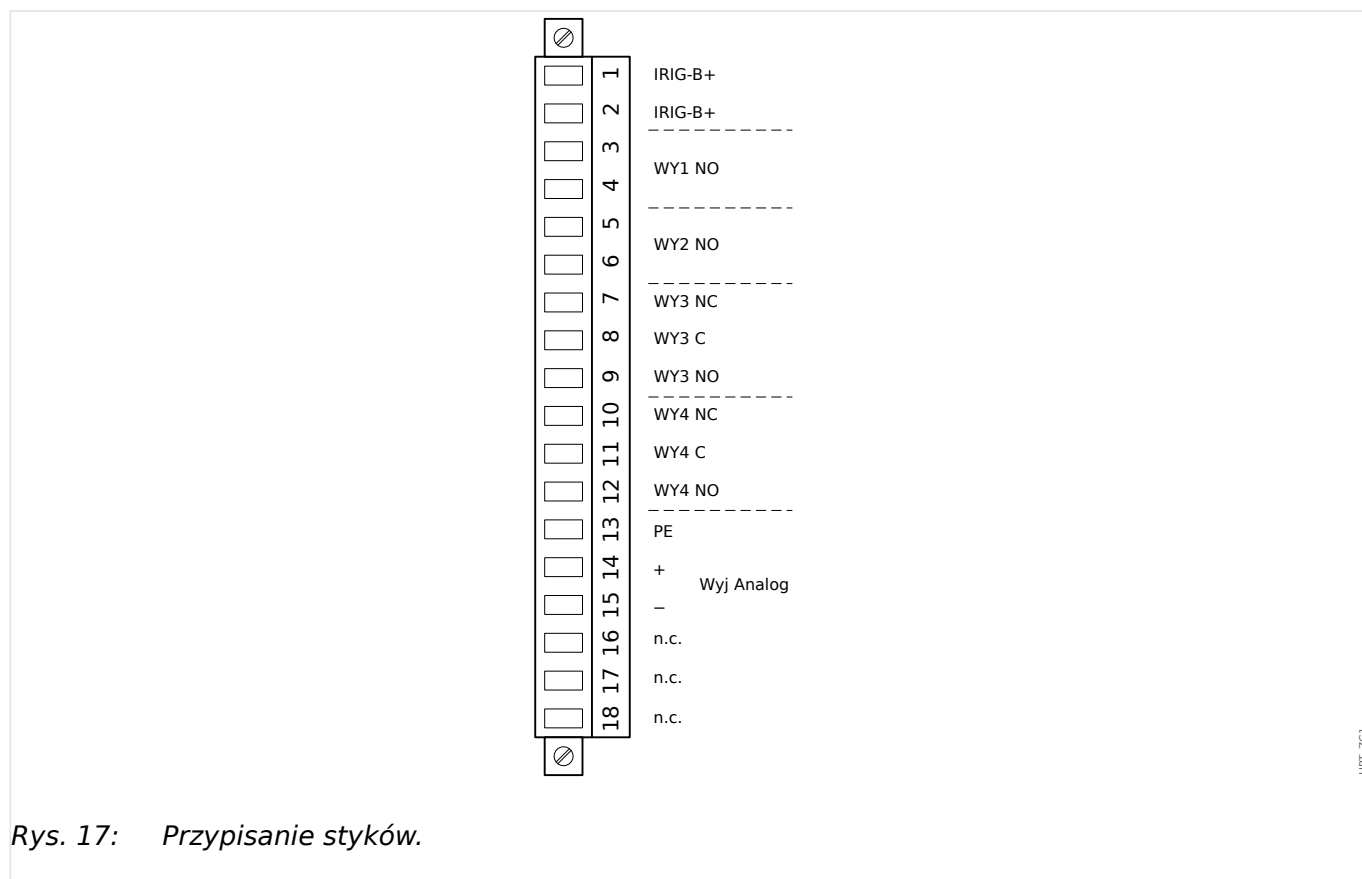 1 IRIG-B+
2 IRIG-B+
3
WY1 NO
4
5
WY2 NO
6
7 WY3 NC
8 WY3 C
9 WY3 NO
10 WY4 NC
11 WY4 C
12 WY4 NO
13 PE
14 +
Wyj Analog
15 −
16 n.c.
17 n.c.
18 n.c.
Rys. 17: Przypisanie styków.